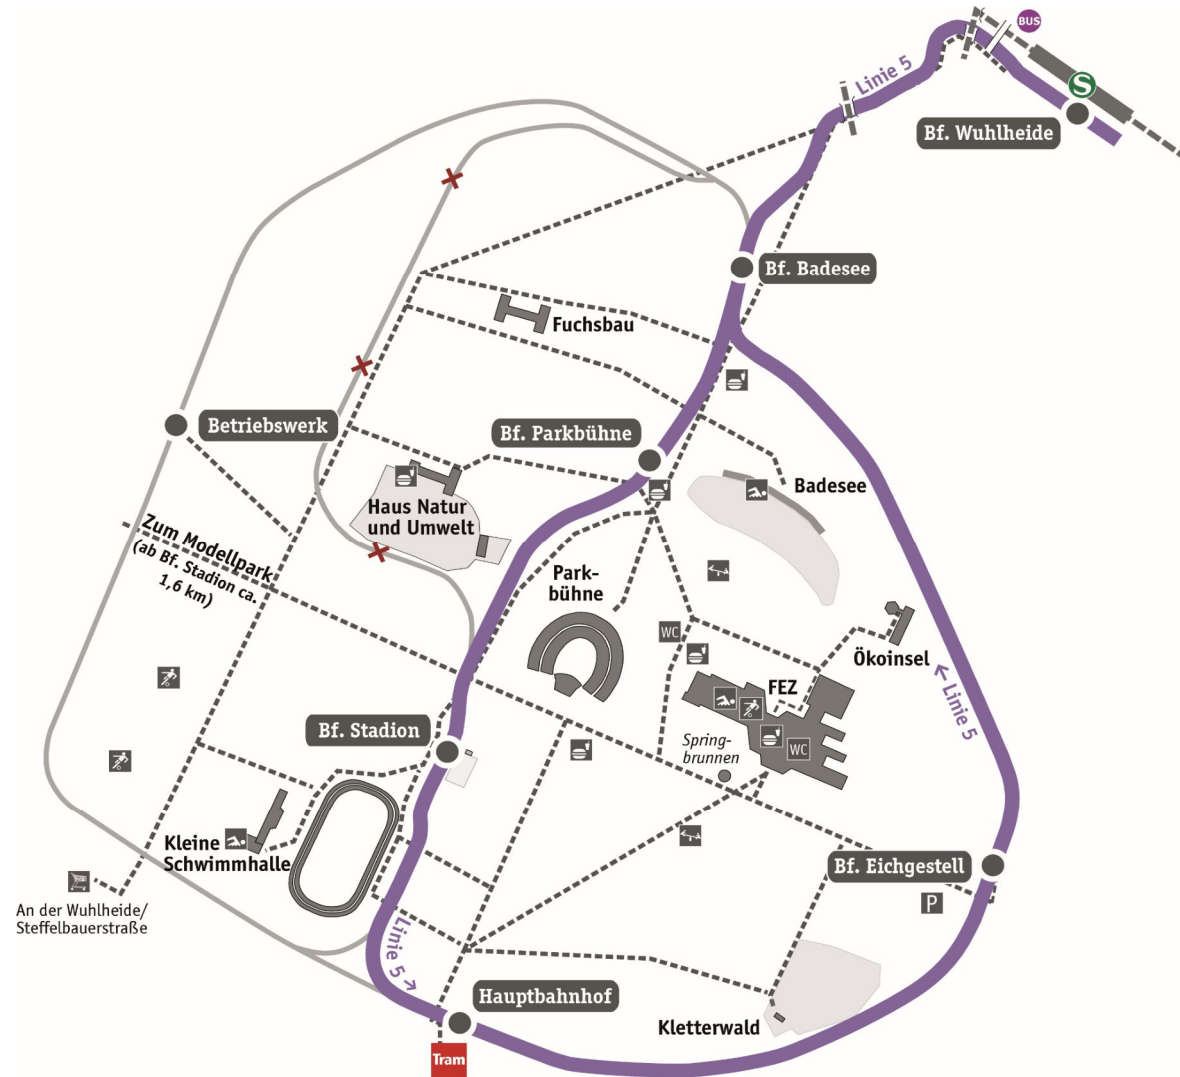 BUS
Linie 5
S
Bf. Wuhlheide
Bf. Badesee
Fuchsbau
Betriebswerk
Bf. Parkbühne
Haus Natur
und Umwelt
Badesee
Zum Modellpark
(ab Bf. Stadion ca.
1,6 km)
Park-
bühne
WC
Ökoinsel
FEZ
← Linie 5
Bf. Stadion
Spring-
brunnen
WC
Kleine
Schwimmhalle
Bf. Eichgestell
P
An der Wuhlheide/
Steffelbauerstraße
Linie 5 →
Hauptbahnhof
Kletterwald
Tram